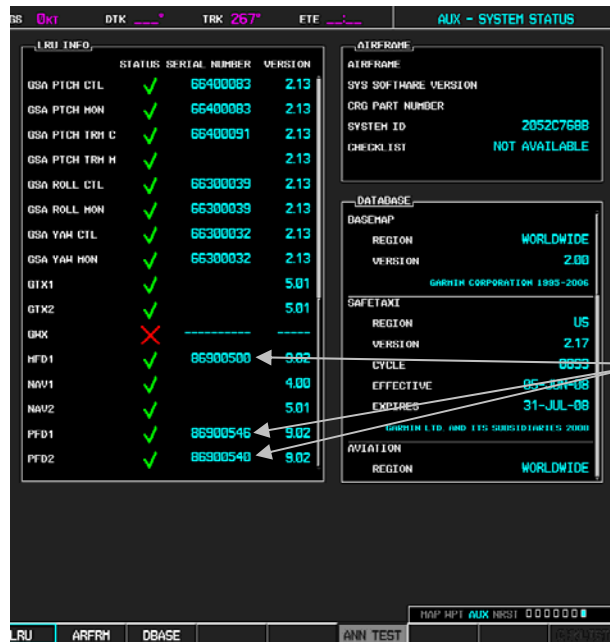 GS 0KT DTK ___° TRK 267° ETE __:__ AUX - SYSTEM STATUS
LRU INFO
STATUS SERIAL NUMBER VERSION
GSA PTCH CTL 66400083 2.13
GSA PTCH MON 66400083 2.13
GSA PTCH TRM C 66400091 2.13
GSA PTCH TRM M 2.13
GSA ROLL CTL 66300039 2.13
GSA ROLL MON 66300039 2.13
GSA YAW CTL 66300032 2.13
GSA YAW MON 66300032 2.13
GTX1 5.01
GTX2 5.01
GWX ---------- -----
MFD1 86900500 9.02
NAV1 4.00
NAV2 5.01
PFD1 86900546 9.02
PFD2 86900540 9.02
AIRFRAME
AIRFRAME
SYS SOFTWARE VERSION
CRG PART NUMBER
SYSTEM ID 2052C768B
CHECKLIST NOT AVAILABLE
DATABASE
BASEMAP
REGION WORLDWIDE
VERSION 2.00
GARMIN CORPORATION 1995-2006
SAFETAXI
REGION US
VERSION 2.17
CYCLE
EFFECTIVE 05-JUN-08
EXPIRES 31-JUL-08
GARMIN LTD. AND ITS SUBSIDIARIES
AVIATION
REGION WORLDWIDE
MAP WPT AUX NRST
LRU ARFRM DBASE ANN TEST